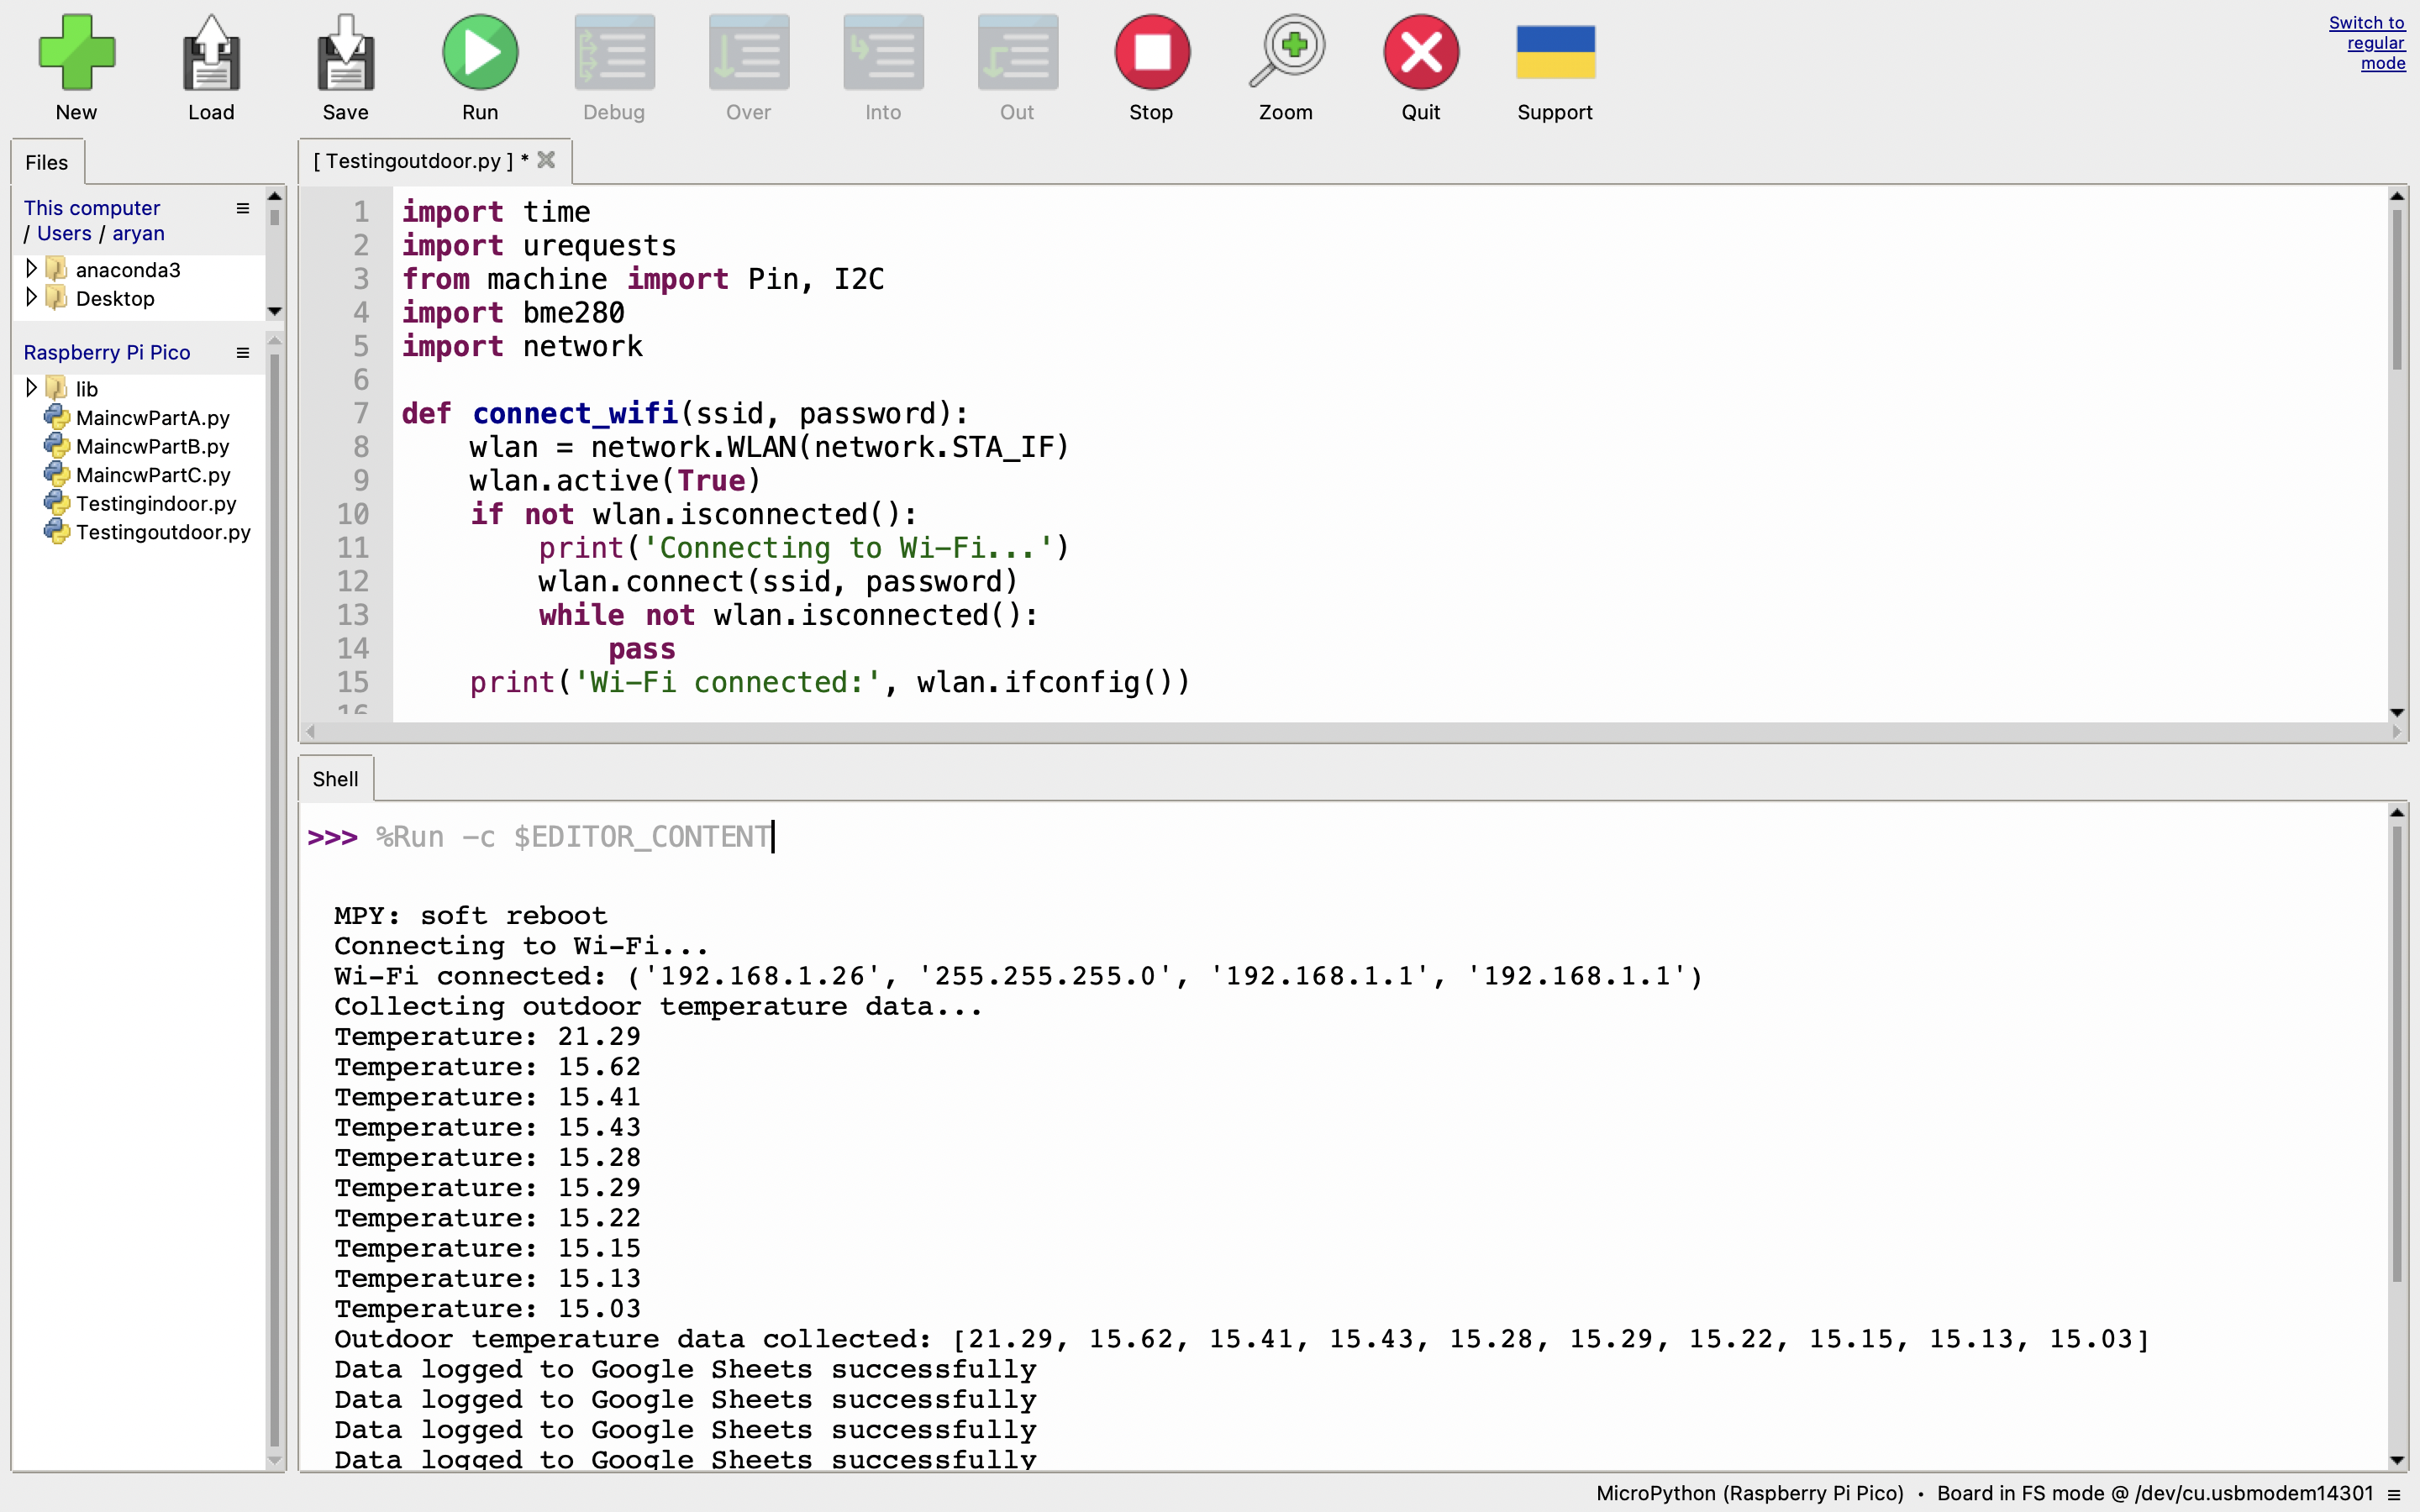 New Load Save Run Debug Over Into Out Stop Zoom Quit Support
Switch to
regular
mode
Files
This computer ≡
/ Users / aryan
anaconda3
Desktop
Raspberry Pi Pico ≡
lib
MaincwPartA.py
MaincwPartB.py
MaincwPartC.py
Testingindoor.py
Testingoutdoor.py
[ Testingoutdoor.py ] *
1 import time
2 import urequests
3 from machine import Pin, I2C
4 import bme280
5 import network
6
7 def connect_wifi(ssid, password):
8     wlan = network.WLAN(network.STA_IF)
9     wlan.active(True)
10     if not wlan.isconnected():
11         print('Connecting to Wi-Fi...')
12         wlan.connect(ssid, password)
13         while not wlan.isconnected():
14             pass
15     print('Wi-Fi connected:', wlan.ifconfig())
16
Shell
>>> %Run -c $EDITOR_CONTENT
MPY: soft reboot
Connecting to Wi-Fi...
Wi-Fi connected: ('192.168.1.26', '255.255.255.0', '192.168.1.1', '192.168.1.1')
Collecting outdoor temperature data...
Temperature: 21.29
Temperature: 15.62
Temperature: 15.41
Temperature: 15.43
Temperature: 15.28
Temperature: 15.29
Temperature: 15.22
Temperature: 15.15
Temperature: 15.13
Temperature: 15.03
Outdoor temperature data collected: [21.29, 15.62, 15.41, 15.43, 15.28, 15.29, 15.22, 15.15, 15.13, 15.03]
Data logged to Google Sheets successfully
Data logged to Google Sheets successfully
Data logged to Google Sheets successfully
Data logged to Google Sheets successfully
MicroPython (Raspberry Pi Pico) • Board in FS mode @ /dev/cu.usbmodem14301 ≡